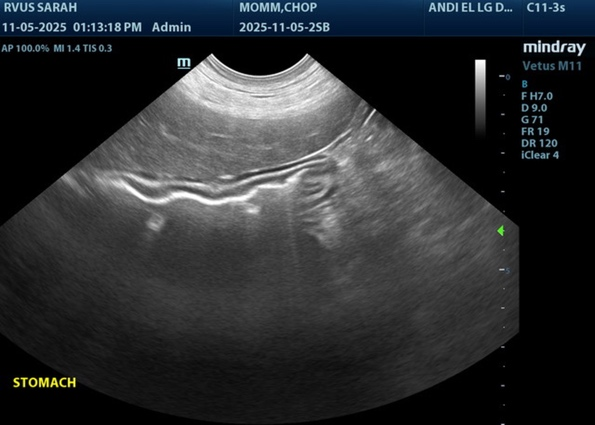 RVUS SARAH MOMM,CHOP ANDI EL LG D... C11-3s
11-05-2025 01:13:18 PM Admin 2025-11-05-2SB
AP 100.0% MI 1.4 TIS 0.3
m
mindray
Vetus M11
B
F H7.0
D 9.0
G 71
FR 19
DR 120
iClear 4
0
5
STOMACH